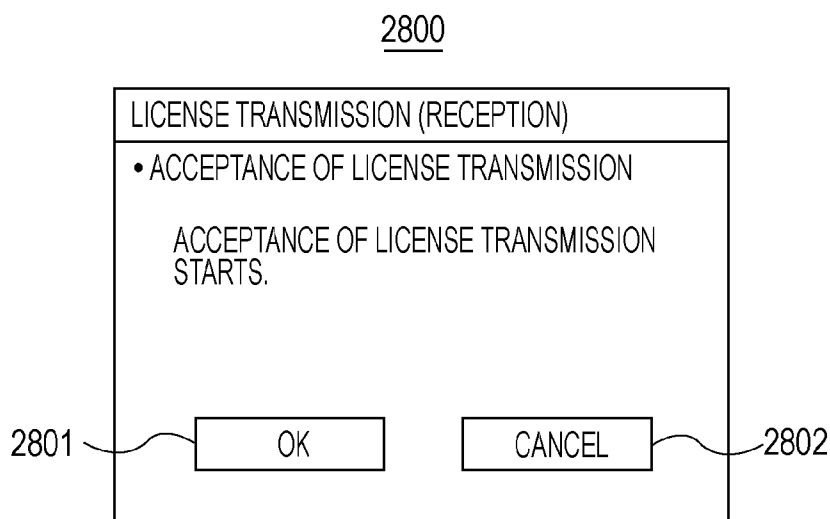 2800
LICENSE TRANSMISSION (RECEPTION)
• ACCEPTANCE OF LICENSE TRANSMISSION
ACCEPTANCE OF LICENSE TRANSMISSION
STARTS.
2801
OK
CANCEL
2802